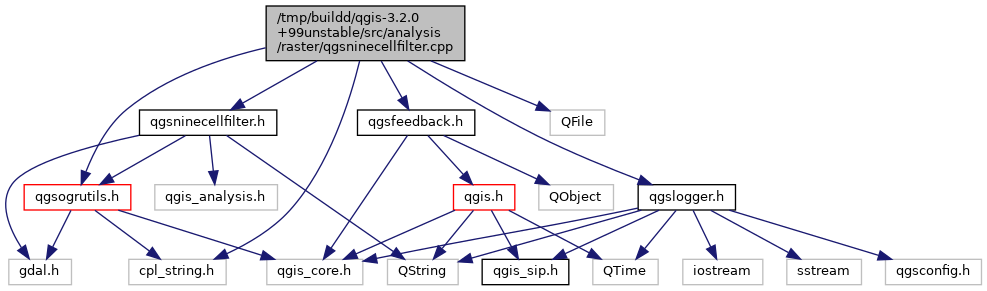 /tmp/buildd/qgis-3.2.0
+99unstable/src/analysis
/raster/qgsninecellfilter.cpp
qgsninecellfilter.h
qgsfeedback.h
QFile
qgsogrutils.h
qgis_analysis.h
qgis.h
QObject
qgslogger.h
gdal.h
cpl_string.h
qgis_core.h
QString
qgis_sip.h
QTime
iostream
sstream
qgsconfig.h